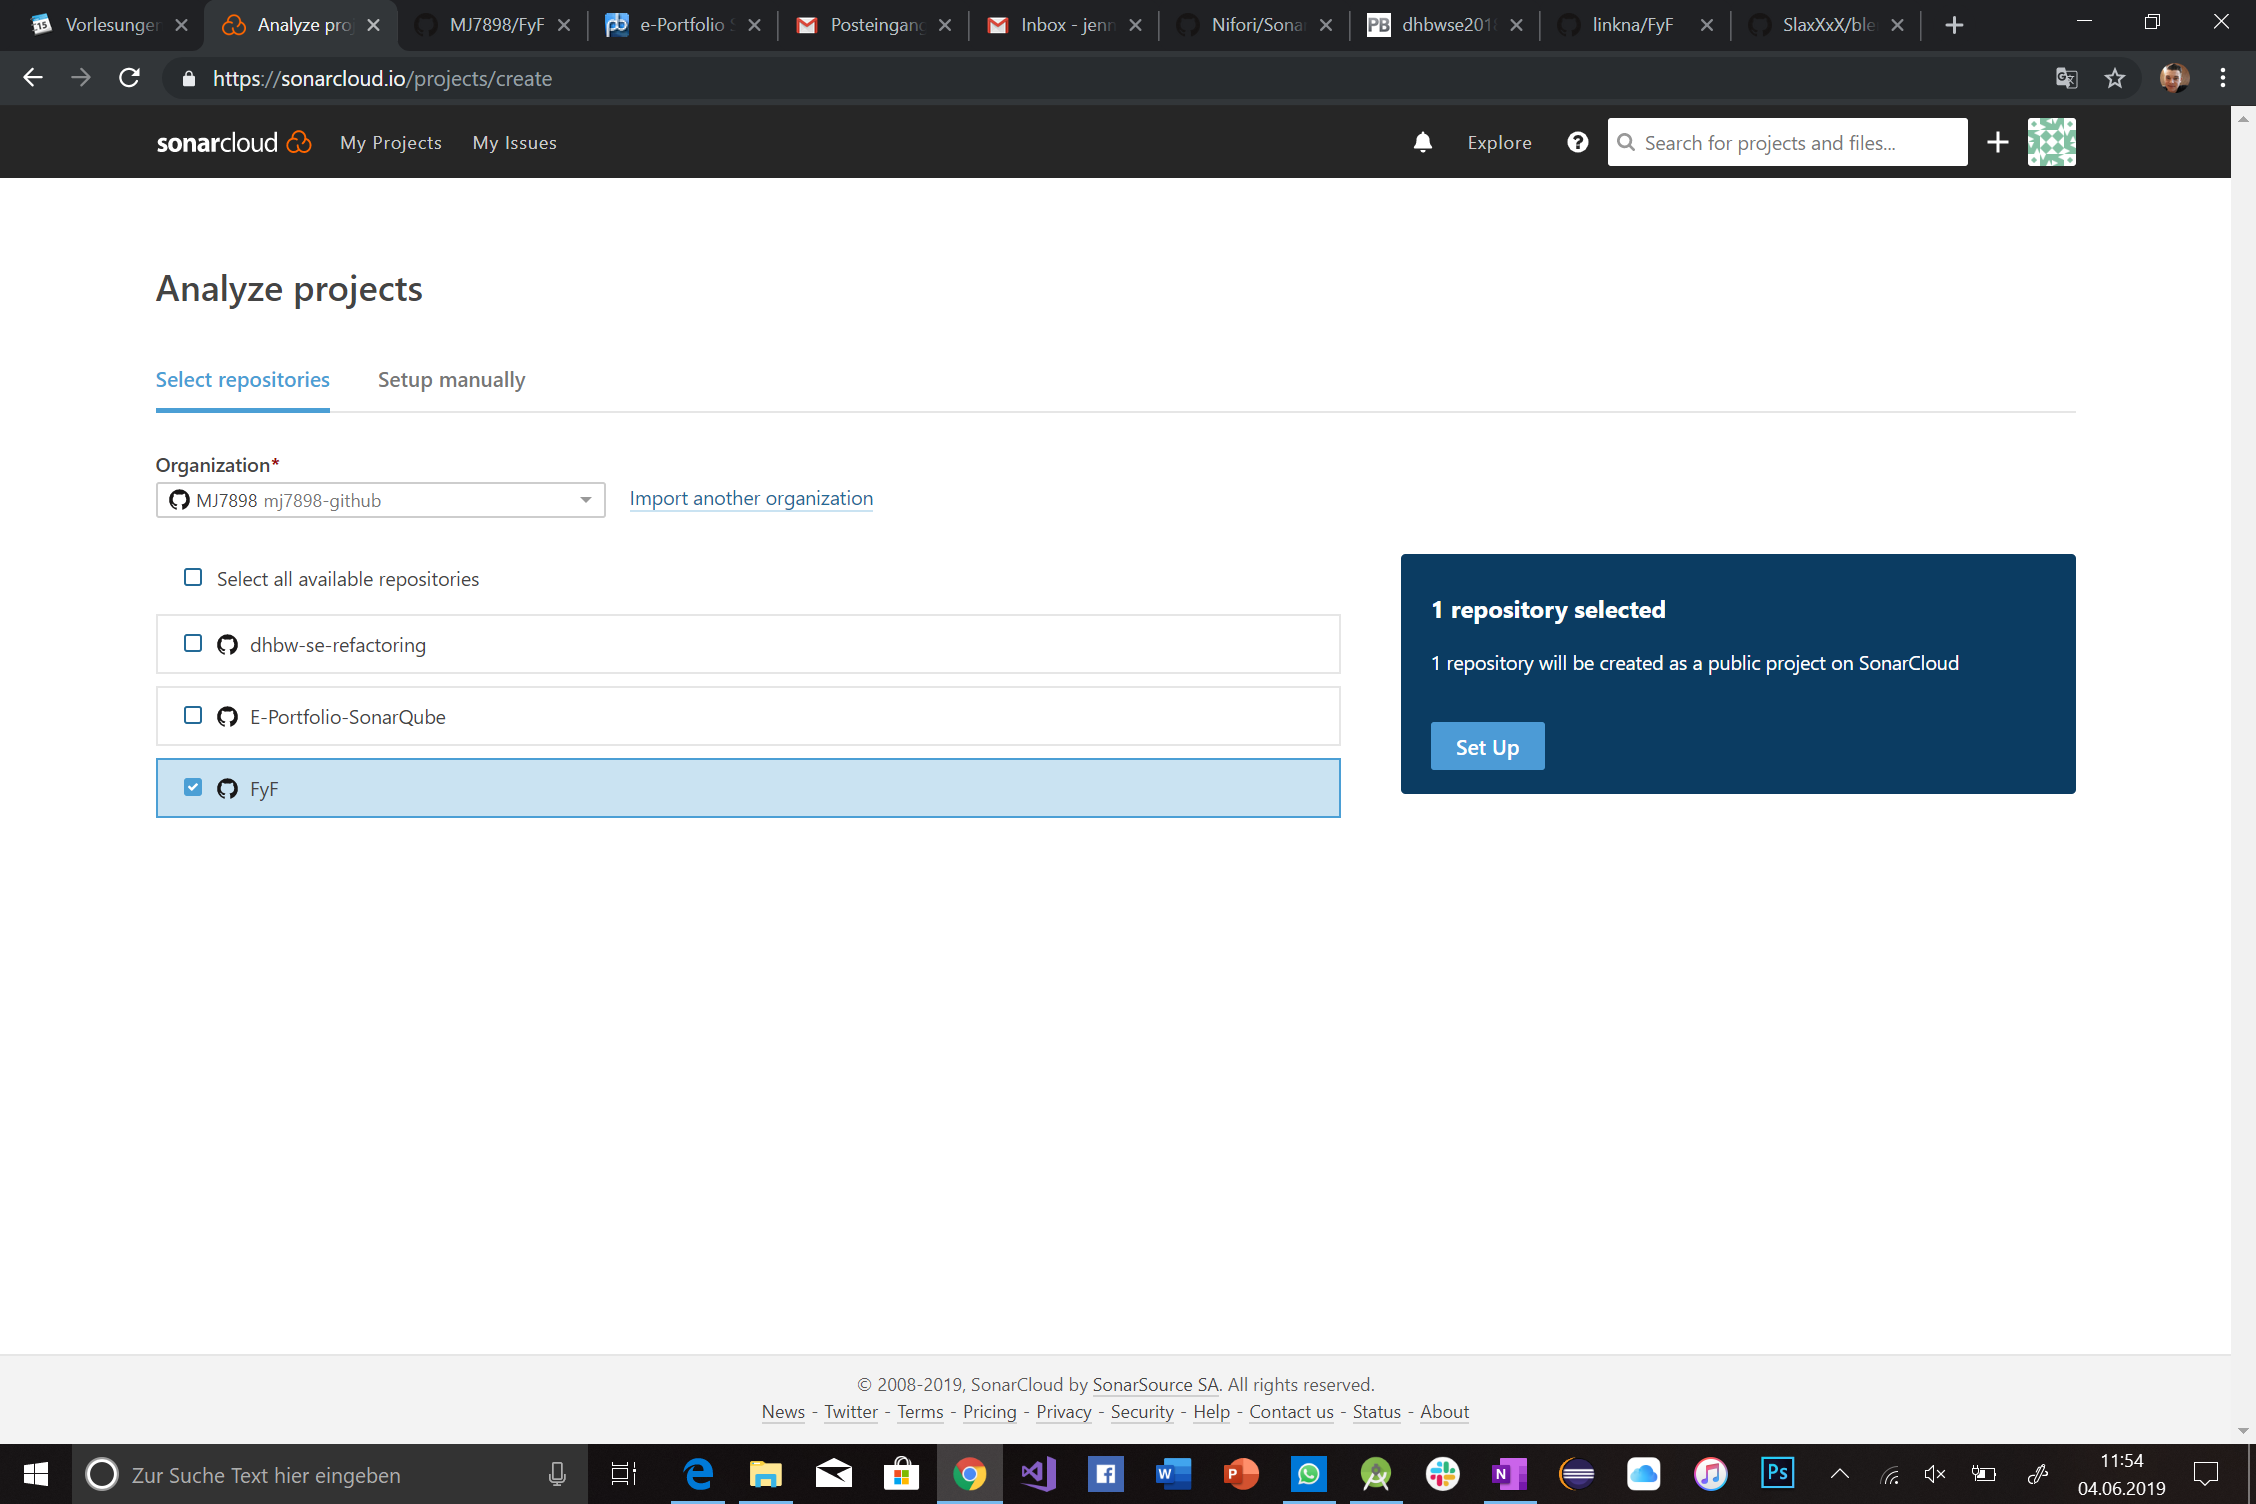 Vorlesunger
Analyze proj
MJ7898/FyF
e-Portfolio S
Posteingang
Inbox - jenn
Nifori/Sonar
PB dhbwse2018
linkna/FyF
SlaxXxX/ble
https://sonarcloud.io/projects/create
sonarcloud My Projects My Issues Explore Search for projects and files...
Analyze projects
Select repositories Setup manually
Organization*
MJ7898 mj7898-github Import another organization
Select all available repositories
dhbw-se-refactoring
E-Portfolio-SonarQube
FyF
1 repository selected
1 repository will be created as a public project on SonarCloud
Set Up
© 2008-2019, SonarCloud by SonarSource SA. All rights reserved.
News - Twitter - Terms - Pricing - Privacy - Security - Help - Contact us - Status - About
Zur Suche Text hier eingeben
11:54
04.06.2019